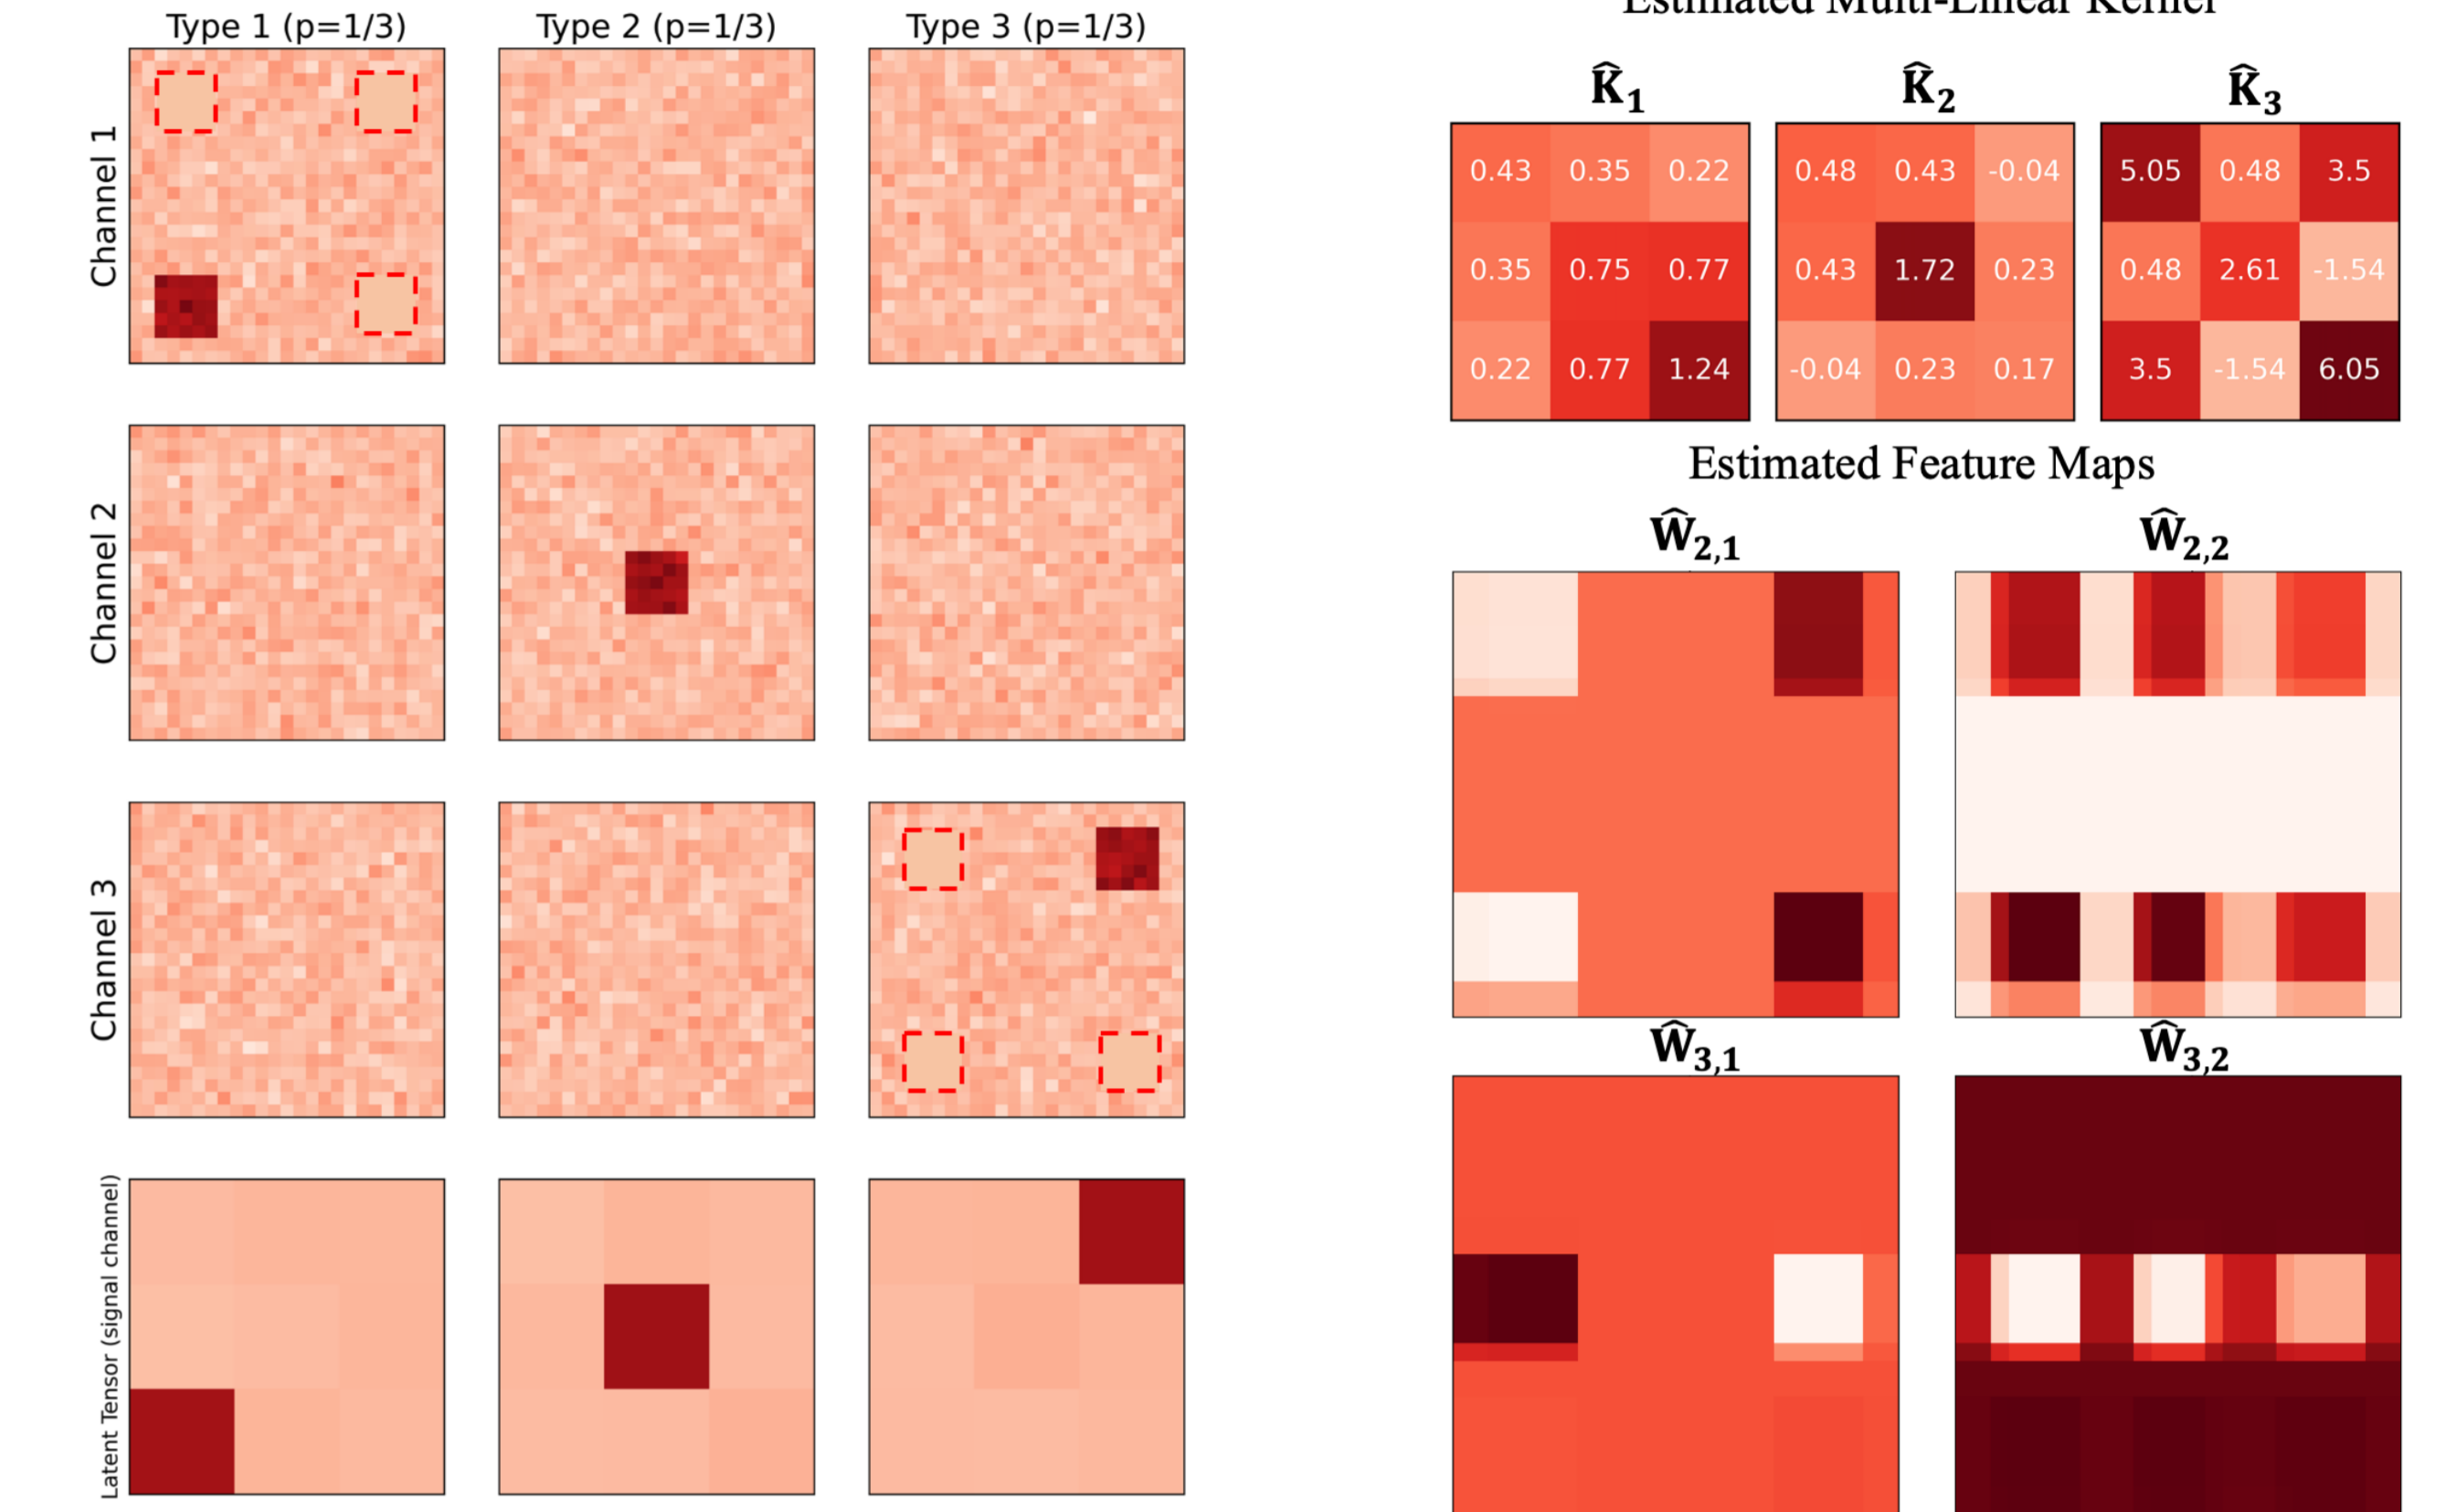 Type 1 (p=1/3)
Type 2 (p=1/3)
Type 3 (p=1/3)
Channel 1
Channel 2
Channel 3
Latent Tensor (signal channel)
Estimated Multi-Linear Kernel
K̂₁
K̂₂
K̂₃
0.43 0.35 0.22
0.35 0.75 0.77
0.22 0.77 1.24
0.48 0.43 -0.04
0.43 1.72 0.23
-0.04 0.23 0.17
5.05 0.48 3.5
0.48 2.61 -1.54
3.5 -1.54 6.05
Estimated Feature Maps
Ŵ₂,₁
Ŵ₂,₂
Ŵ₃,₁
Ŵ₃,₂